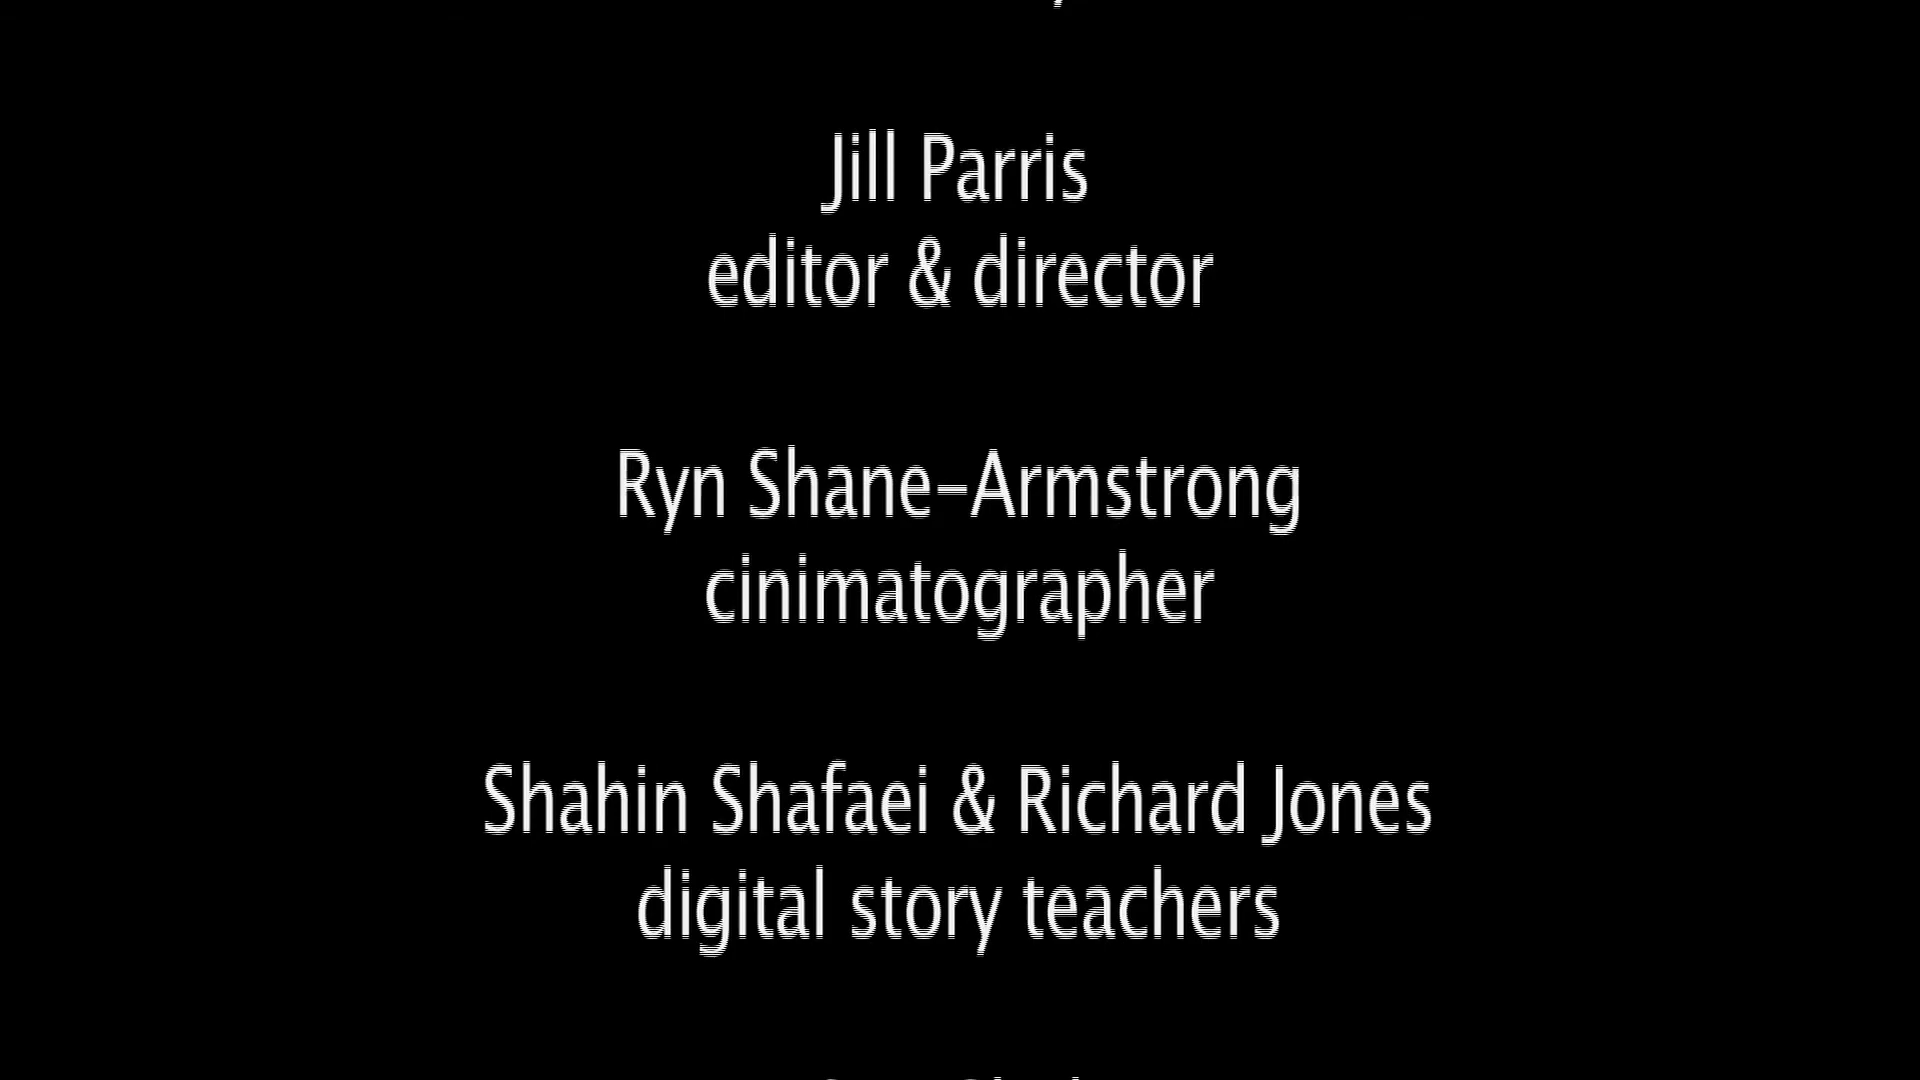 Jill Parris
editor & director
Ryn Shane-Armstrong
cinimatographer
Shahin Shafaei & Richard Jones
digital story teachers